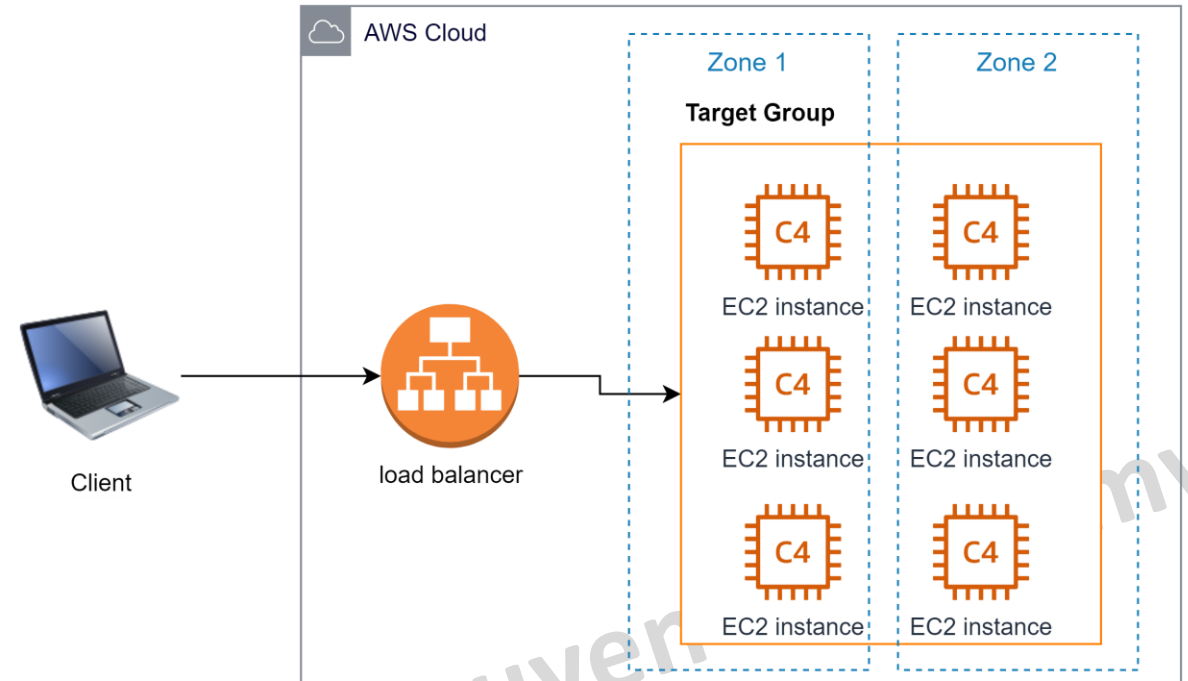 AWS Cloud
Zone 1
Zone 2
Target Group
C4
C4
EC2 instance
EC2 instance
C4
C4
EC2 instance
EC2 instance
C4
C4
EC2 instance
EC2 instance
load balancer
Client